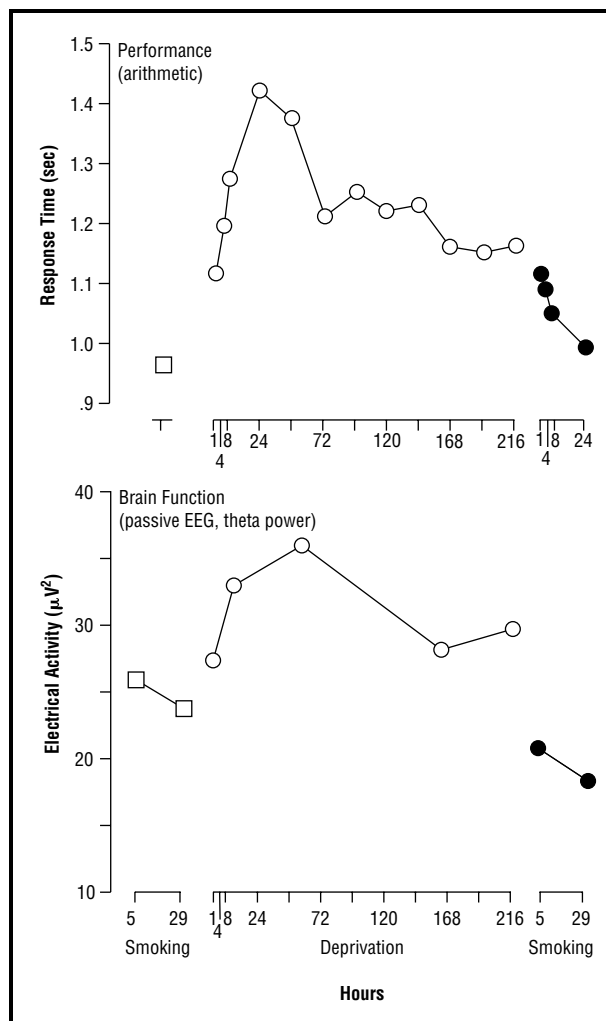 Performance
(arithmetic)
1.5
1.4
1.3
1.2
1.1
1.0
.9
Response Time (sec)
1 4 8 24 72 120 168 216 1 4 8 24
Brain Function
(passive EEG, theta power)
40
30
20
10
Electrical Activity (μV²)
5 29 1 4 8 24 72 120 168 216 5 29
Smoking Deprivation Smoking
Hours